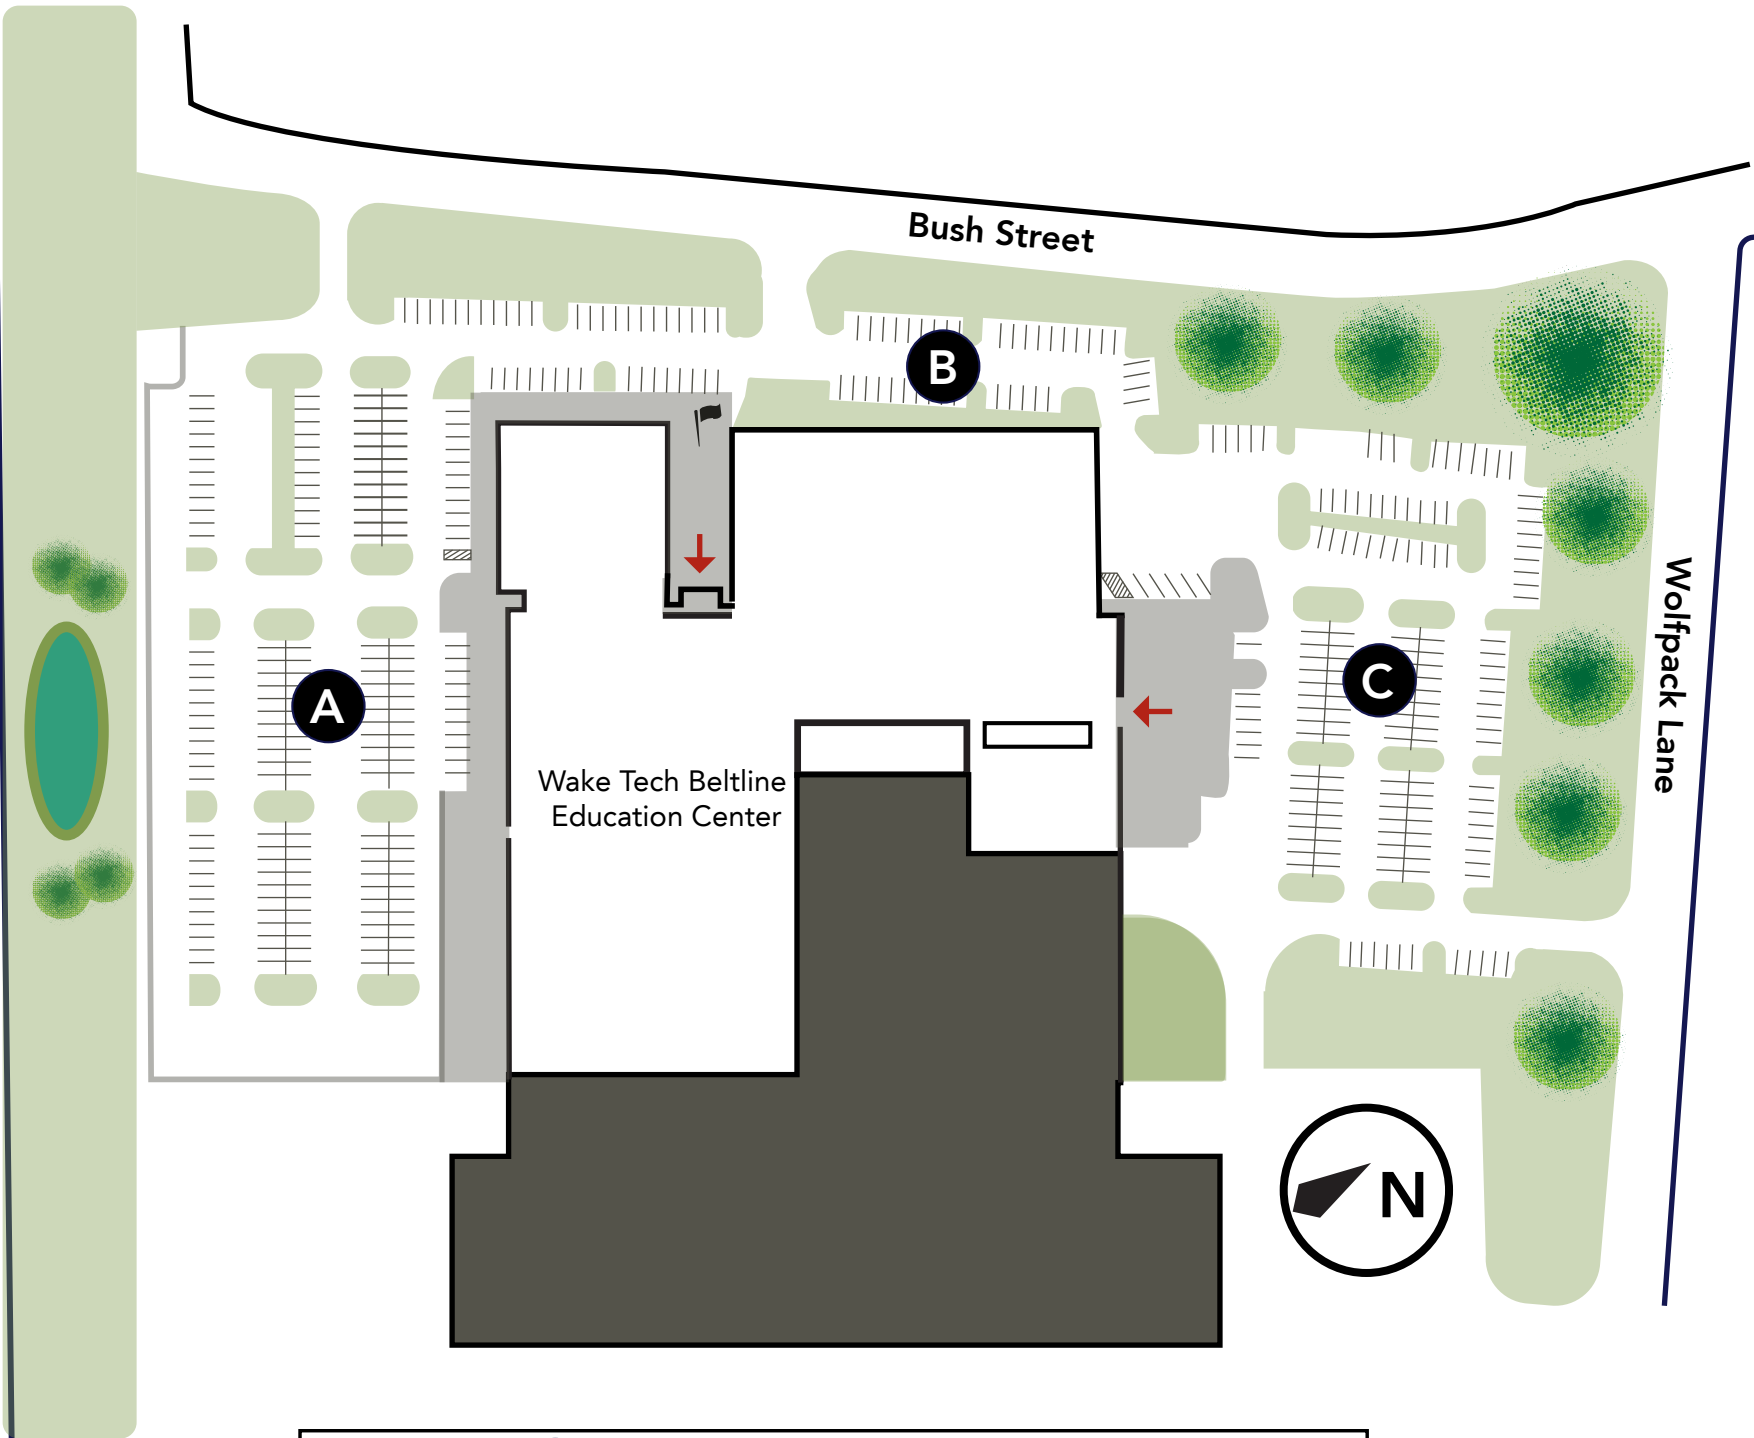 Bush Street
B
Wolfpack Lane
A
C
Wake Tech Beltline
Education Center
N